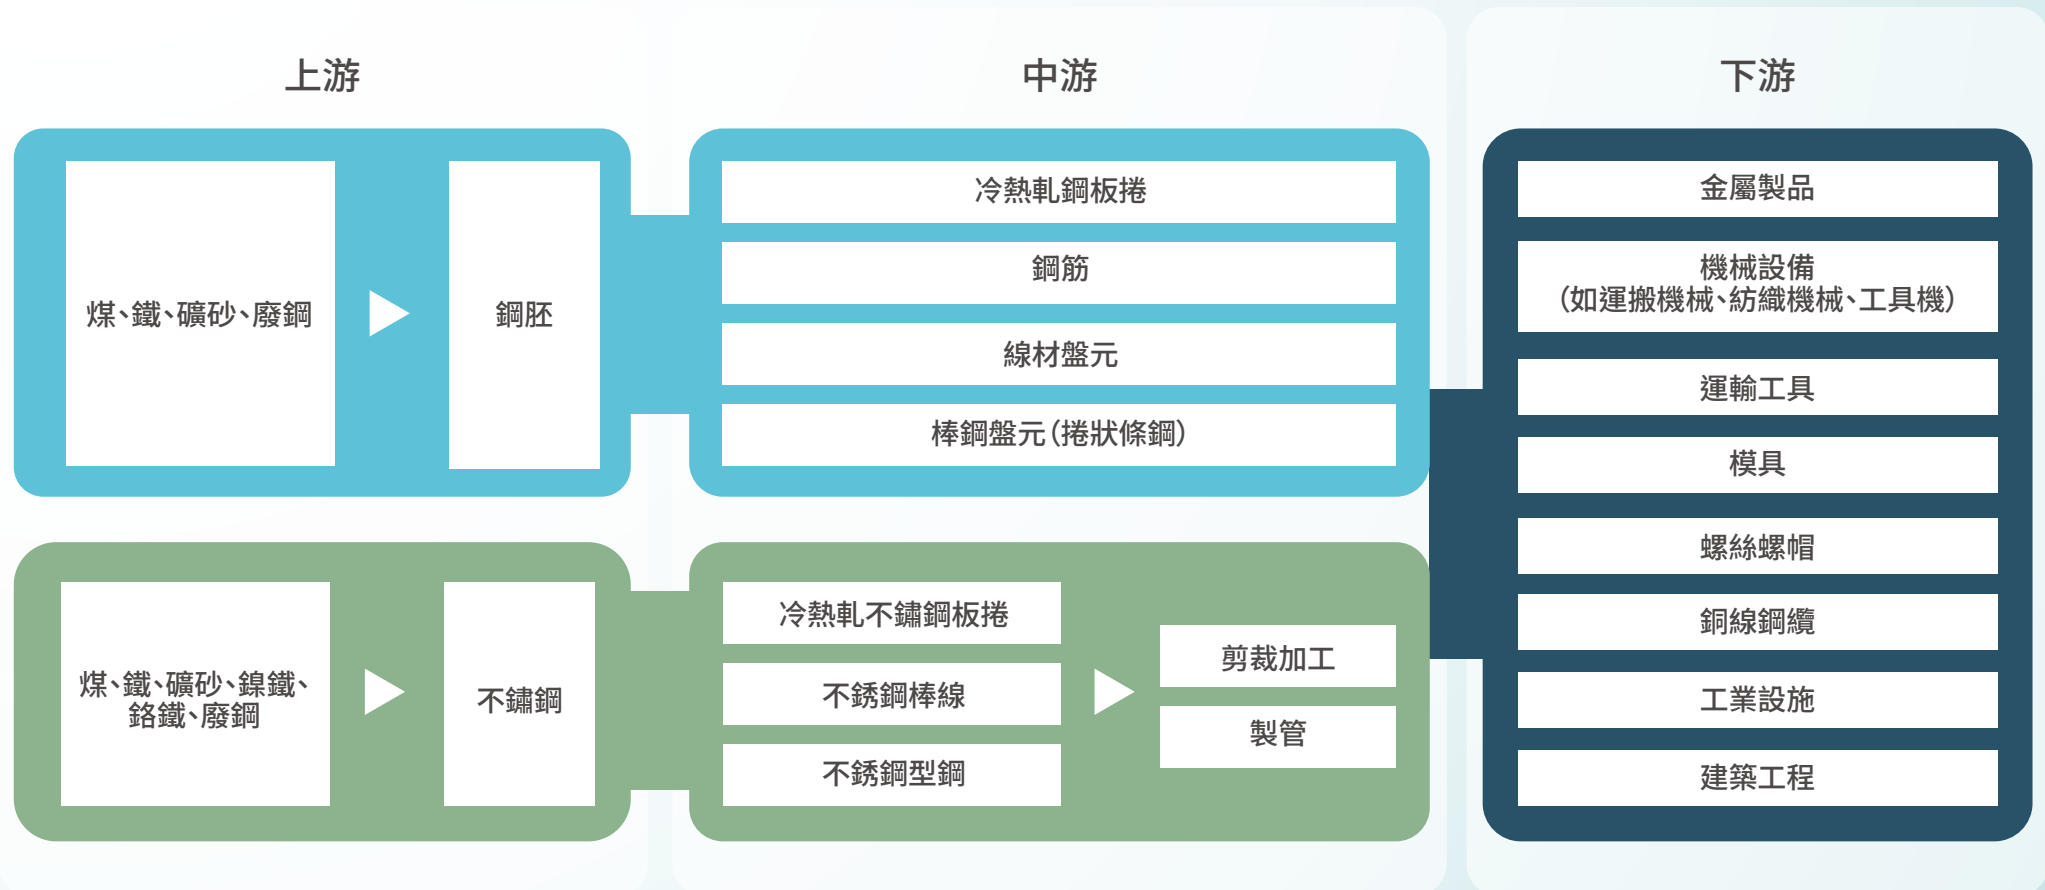 上游
煤、鐵、礦砂、廢鋼
鋼胚
煤、鐵、礦砂、鎳鐵、
鉻鐵、廢鋼
不鏽鋼
中游
冷熱軋鋼板捲
鋼筋
線材盤元
棒鋼盤元（捲狀條鋼）
冷熱軋不鏽鋼板捲
不銹鋼棒線
不銹鋼型鋼
剪裁加工
製管
下游
金屬製品
機械設備
（如運搬機械、紡織機械、工具機）
運輸工具
模具
螺絲螺帽
銅線鋼纜
工業設施
建築工程